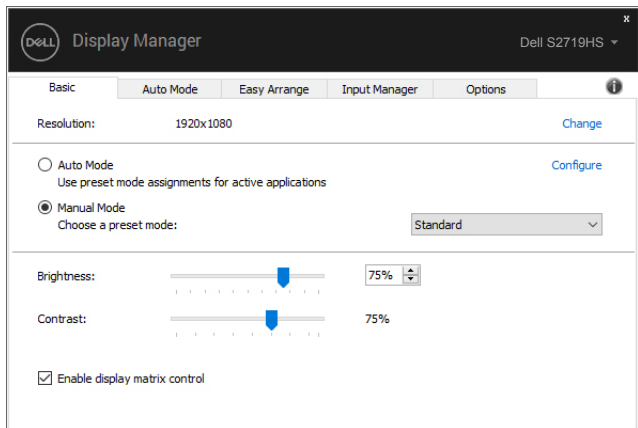 x
DELL Display Manager Dell S2719HS
Basic Auto Mode Easy Arrange Input Manager Options
Resolution: 1920x1080 Change
Auto Mode Configure
Use preset mode assignments for active applications
Manual Mode
Choose a preset mode: Standard
Brightness: 75%
Contrast: 75%
Enable display matrix control